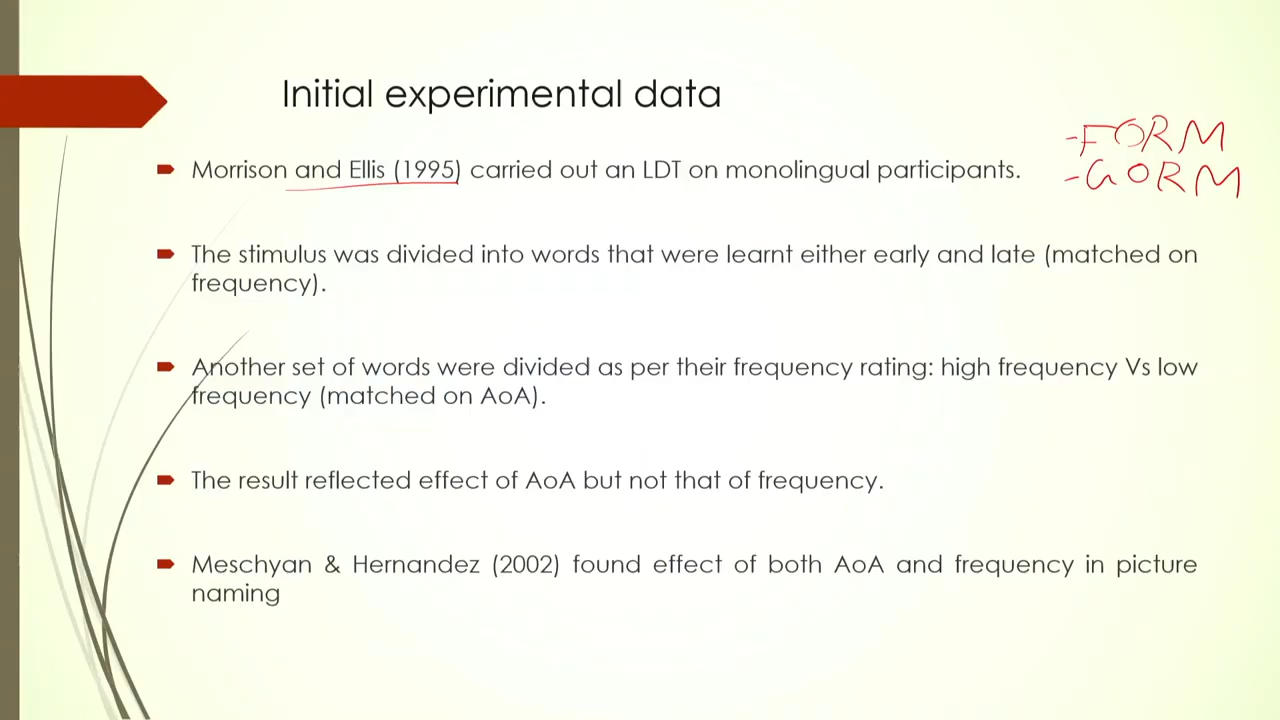 Initial experimental data
-FORM
-GORM
Morrison and Ellis (1995) carried out an LDT on monolingual participants.
The stimulus was divided into words that were learnt either early and late (matched on
frequency).
Another set of words were divided as per their frequency rating: high frequency Vs low
frequency (matched on AoA).
The result reflected effect of AoA but not that of frequency.
Meschyan & Hernandez (2002) found effect of both AoA and frequency in picture
naming